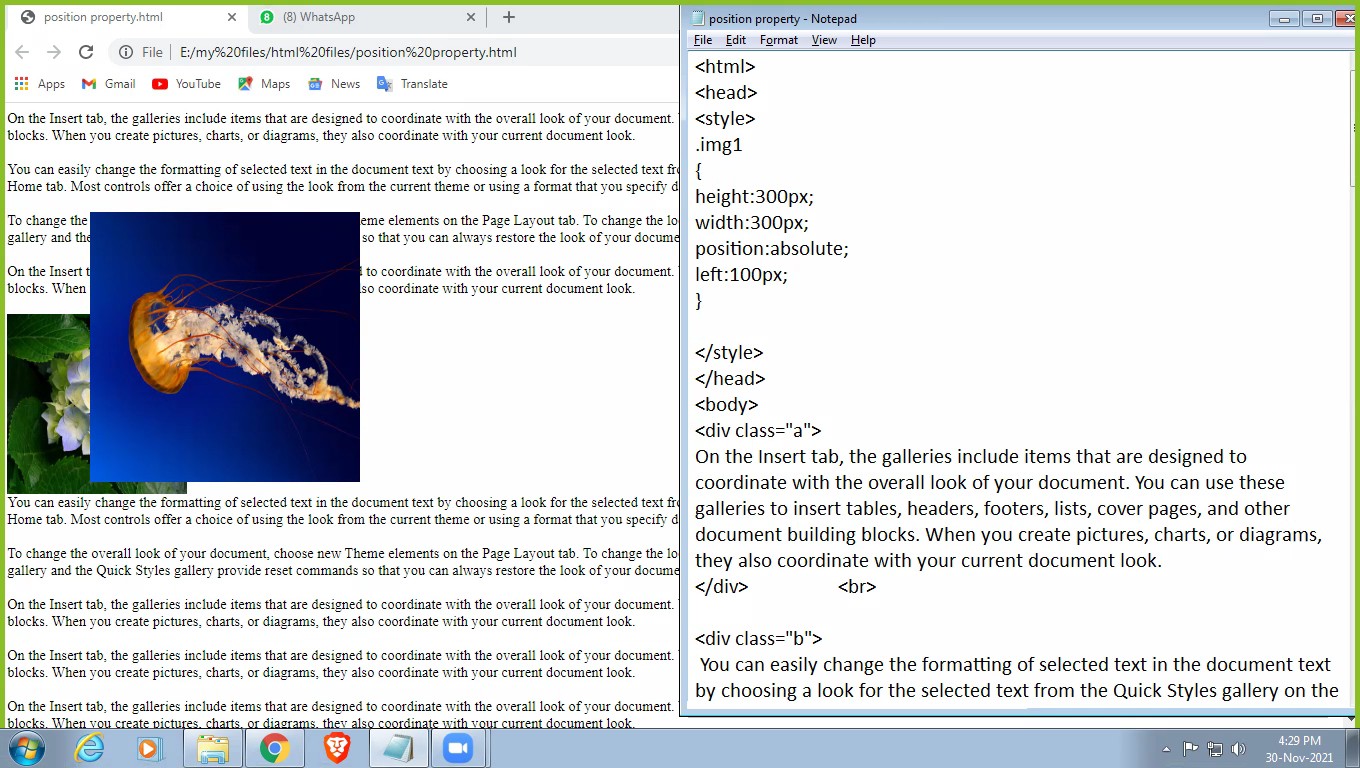 position property.html
(8) WhatsApp
File
E:/my%20files/html%20files/position%20property.html
Apps
Gmail
YouTube
Maps
News
Translate
On the Insert tab, the galleries include items that are designed to coordinate with the overall look of your document.
blocks. When you create pictures, charts, or diagrams, they also coordinate with your current document look.
You can easily change the formatting of selected text in the document text by choosing a look for the selected text
Home tab. Most controls offer a choice of using the look from the current theme or using a format that you specify
To change the
eme elements on the Page Layout tab. To change the
gallery and the
so that you can always restore the look of your
On the Insert
d to coordinate with the overall look of your document.
blocks. When
so coordinate with your current document look.
You can easily change the formatting of selected text in the document text by choosing a look for the selected text
Home tab. Most controls offer a choice of using the look from the current theme or using a format that you specify
To change the overall look of your document, choose new Theme elements on the Page Layout tab. To change the
gallery and the Quick Styles gallery provide reset commands so that you can always restore the look of your
On the Insert tab, the galleries include items that are designed to coordinate with the overall look of your document.
blocks. When you create pictures, charts, or diagrams, they also coordinate with your current document look.
On the Insert tab, the galleries include items that are designed to coordinate with the overall look of your document.
blocks. When you create pictures, charts, or diagrams, they also coordinate with your current document look.
On the Insert tab, the galleries include items that are designed to coordinate with the overall look of your document.
blocks. When you create pictures, charts, or diagrams, they also coordinate with your current document look.
position property - Notepad
File Edit Format View Help
<html>
<head>
<style>
.img1
{
height:300px;
width:300px;
position:absolute;
left:100px;
}
</style>
</head>
<body>
<div class="a">
On the Insert tab, the galleries include items that are designed to
coordinate with the overall look of your document. You can use these
galleries to insert tables, headers, footers, lists, cover pages, and other
document building blocks. When you create pictures, charts, or diagrams,
they also coordinate with your current document look.
</div> <br>
<div class="b">
You can easily change the formatting of selected text in the document text
by choosing a look for the selected text from the Quick Styles gallery on the
4:29 PM
30-Nov-2021